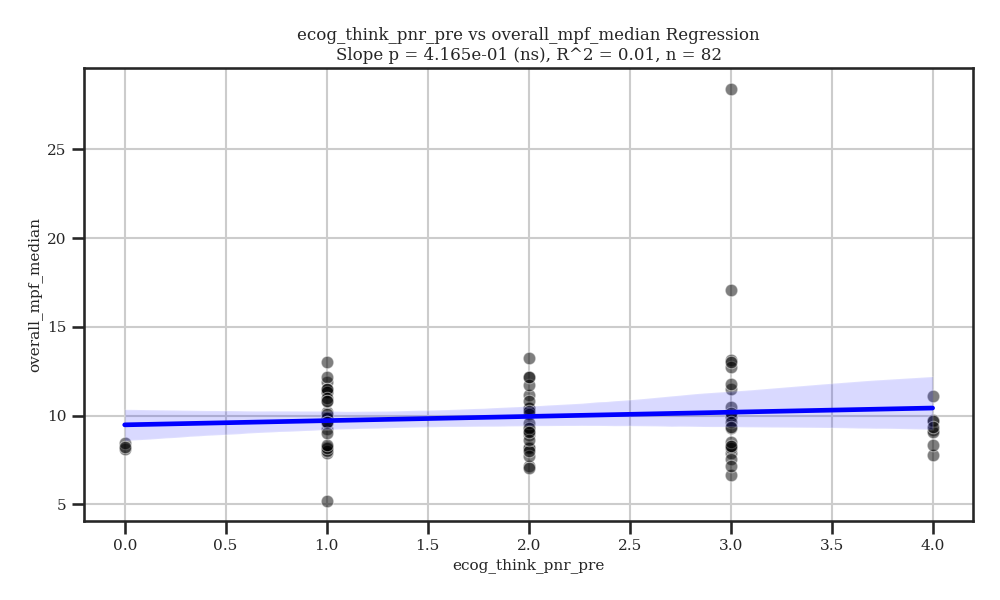 ecog_think_pnr_pre vs overall_mpf_median Regression
Slope p = 4.165e-01 (ns), R^2 = 0.01, n = 82
overall_mpf_median
25
20
15
10
5
0.0 0.5 1.0 1.5 2.0 2.5 3.0 3.5 4.0
ecog_think_pnr_pre